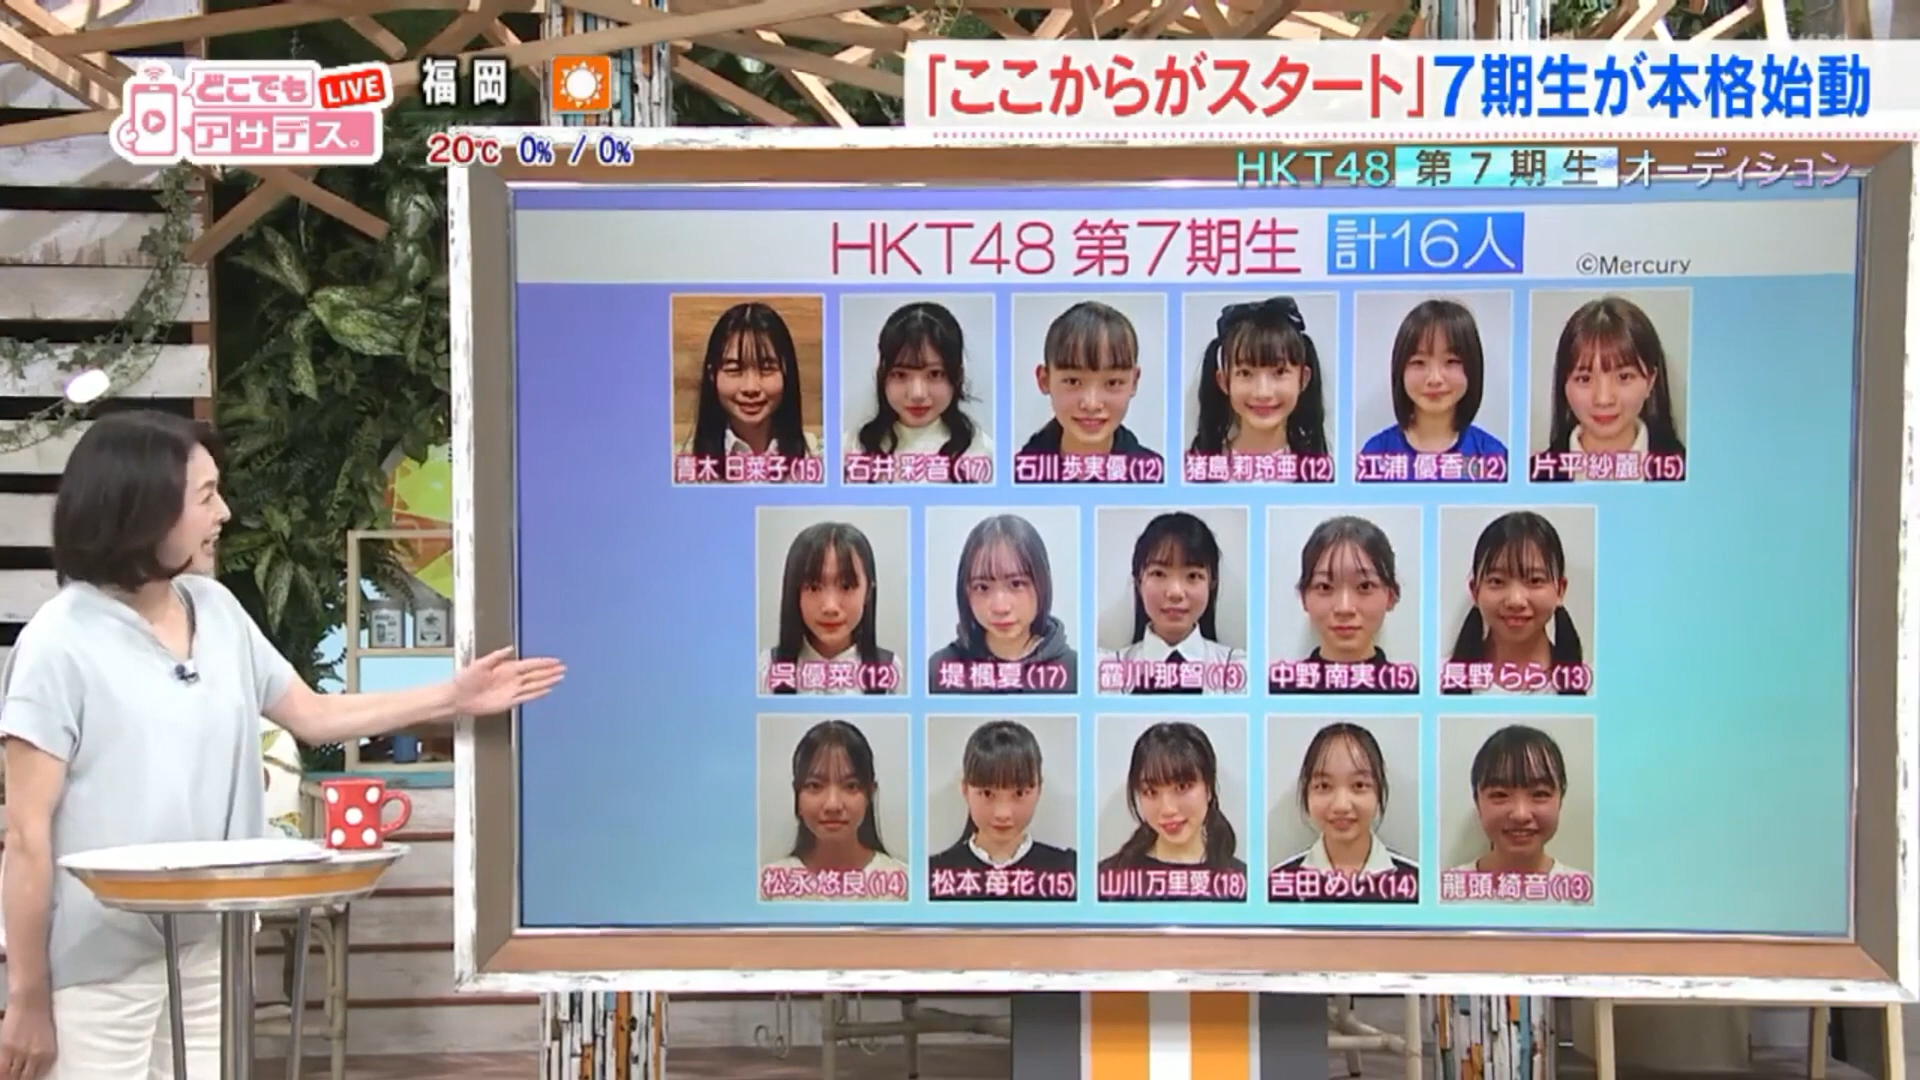 どこでも
LIVE
アサデス。
福岡
20℃ 0% / 0%
「ここからがスタート」7期生が本格始動
HKT48 第7期生 オーディション
HKT48 第7期生 計16人
©Mercury
青木 日菜子(15) 石井 彩音(17) 石川 歩実優(12) 猪島 莉玲亜(12) 江浦 優香(12) 片平 紗麗(15)
呉 優菜(12) 堤 楓夏(17) 靏川 那智(13) 中野 南実(15) 長野 らら(13)
松永 悠良(14) 松本 苺花(15) 山川 万里愛(18) 吉田 めい(14) 龍頭 綺音(13)